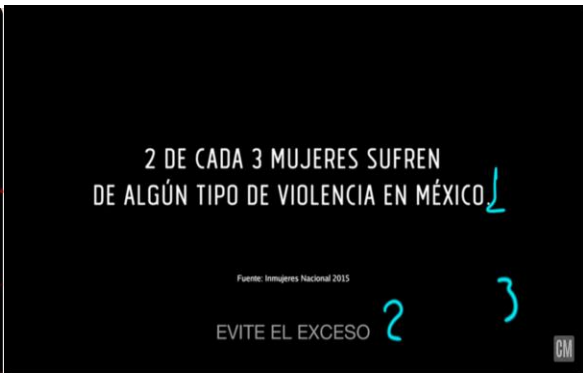 2 DE CADA 3 MUJERES SUFREN
DE ALGÚN TIPO DE VIOLENCIA EN MÉXICO. 1
Fuente: Inmujeres Nacional 2015
3
EVITE EL EXCESO 2
CM